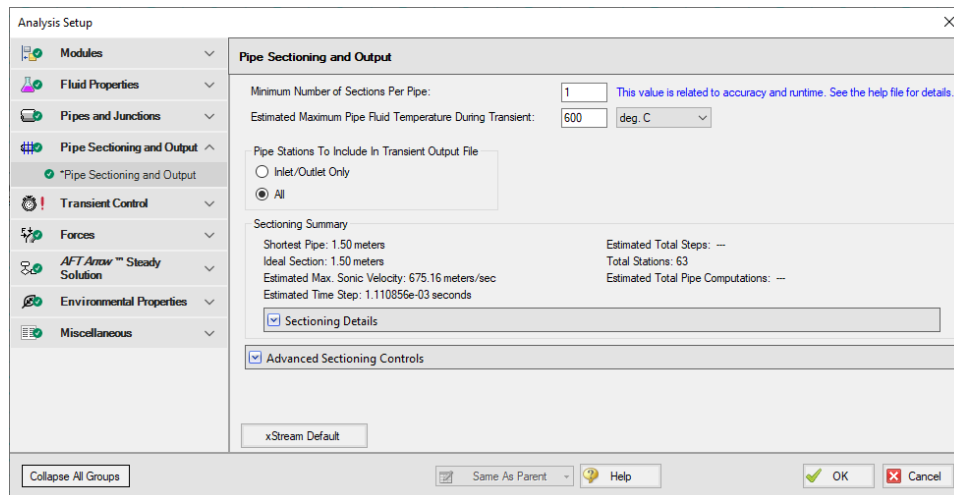 Analysis Setup
Modules
Fluid Properties
Pipes and Junctions
Pipe Sectioning and Output
*Pipe Sectioning and Output
Transient Control
Forces
AFT Arrow ™ Steady
Solution
Environmental Properties
Miscellaneous
Pipe Sectioning and Output
Minimum Number of Sections Per Pipe: 1 This value is related to accuracy and runtime. See the help file for details.
Estimated Maximum Pipe Fluid Temperature During Transient: 600 deg. C
Pipe Stations To Include In Transient Output File
Inlet/Outlet Only
All
Sectioning Summary
Shortest Pipe: 1.50 meters
Ideal Section: 1.50 meters
Estimated Max. Sonic Velocity: 675.16 meters/sec
Estimated Time Step: 1.110856e-03 seconds
Estimated Total Steps: ---
Total Stations: 63
Estimated Total Pipe Computations: ---
Sectioning Details
Advanced Sectioning Controls
xStream Default
Collapse All Groups
Same As Parent
Help
OK
Cancel